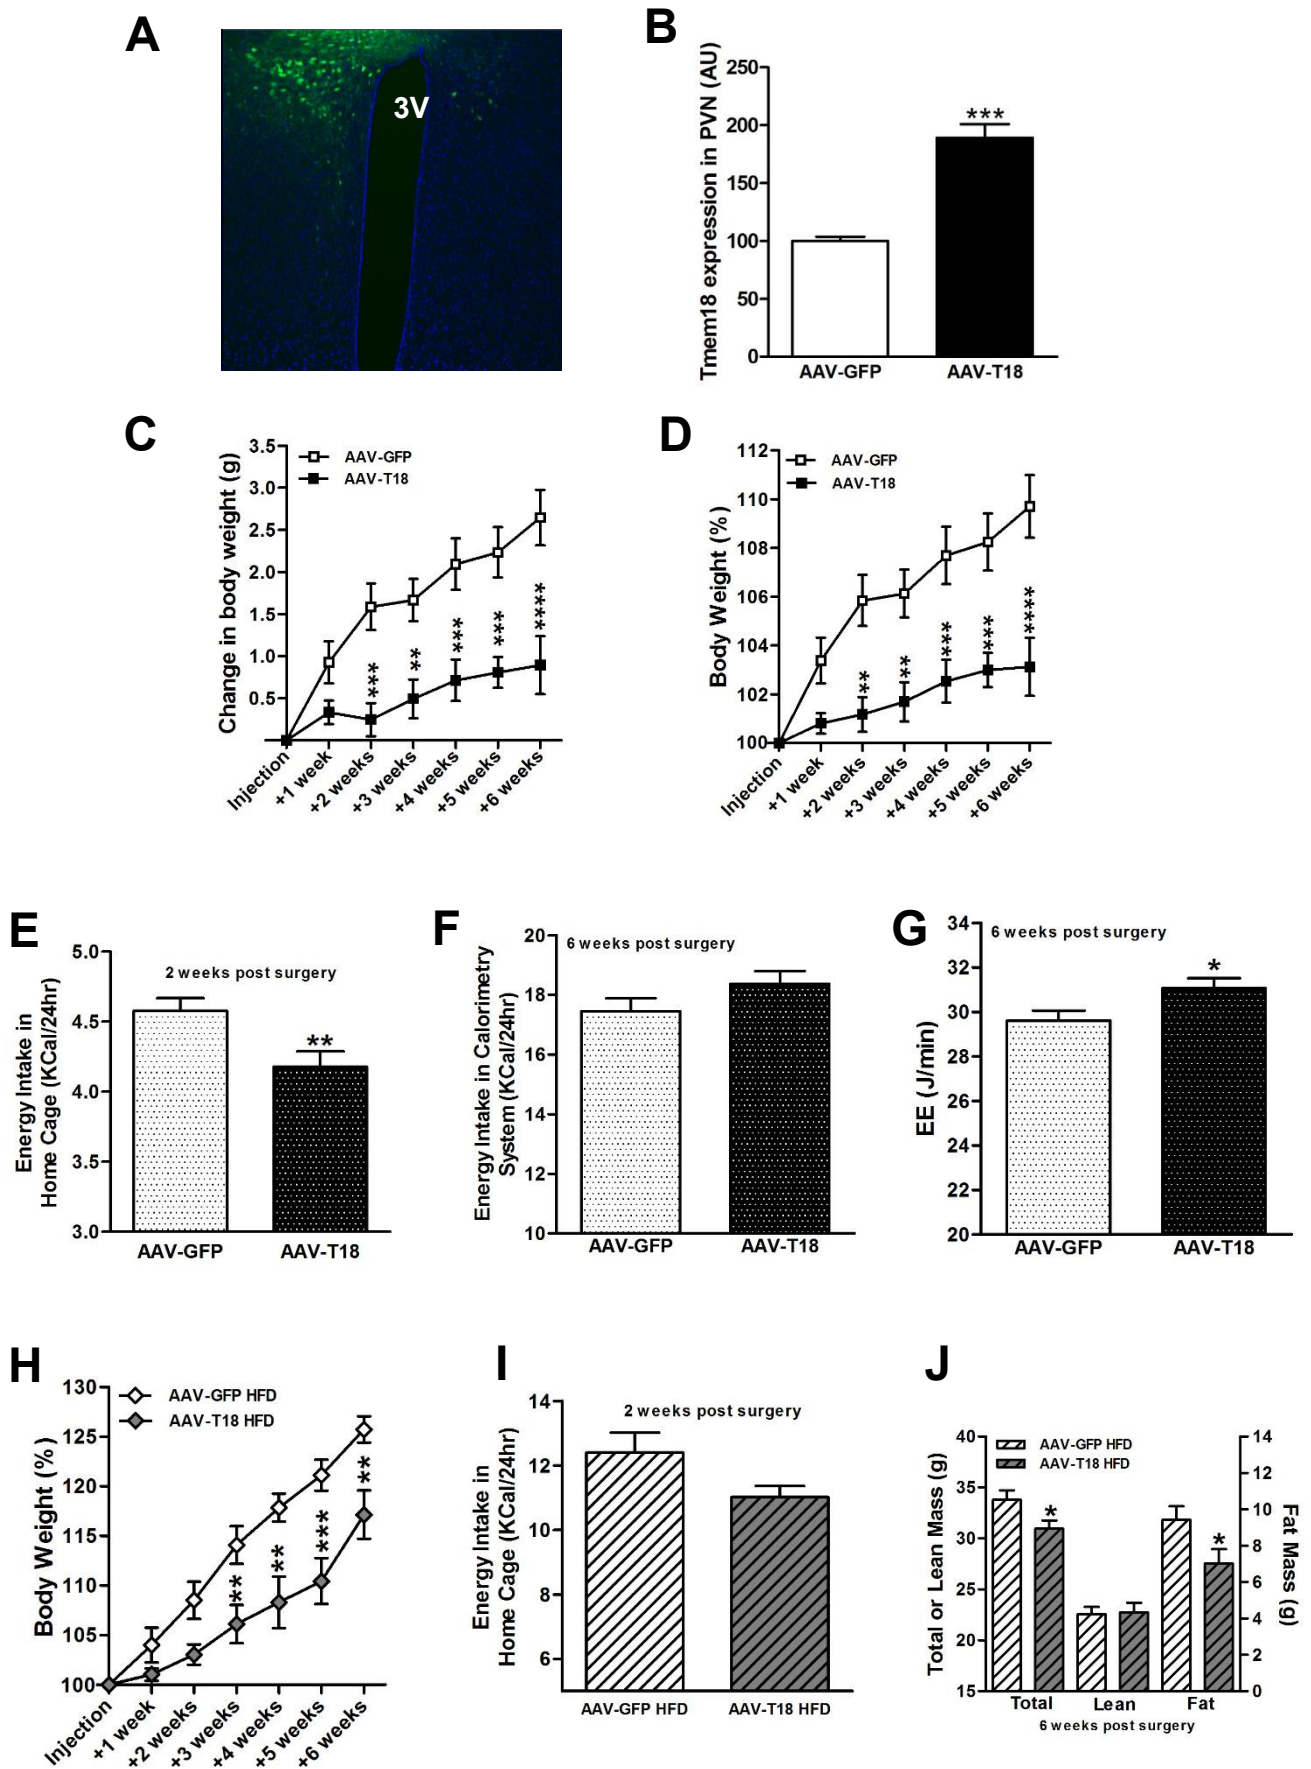 A
3V
B
Tmem18 expression in PVN (AU)
250
200
150
100
50
0
***
AAV-GFP
AAV-T18
C
Change in body weight (g)
3.5
3.0
2.5
2.0
1.5
1.0
0.5
AAV-GFP
AAV-T18
***
**
***
***
****
Injection
+1 week
+2 weeks
+3 weeks
+4 weeks
+5 weeks
+6 weeks
D
Body Weight (%)
112
110
108
106
104
102
100
AAV-GFP
AAV-T18
**
**
***
***
****
Injection
+1 week
+2 weeks
+3 weeks
+4 weeks
+5 weeks
+6 weeks
E
Energy Intake in
Home Cage (KCal/24hr)
5.0
4.5
4.0
3.5
3.0
2 weeks post surgery
**
AAV-GFP
AAV-T18
F
Energy Intake in Calorimetry
System (KCal/24hr)
20
18
16
14
12
10
6 weeks post surgery
AAV-GFP
AAV-T18
G
EE (J/min)
34
32
30
28
26
24
22
20
6 weeks post surgery
*
AAV-GFP
AAV-T18
H
Body Weight (%)
130
125
120
115
110
105
100
AAV-GFP HFD
AAV-T18 HFD
**
**
***
**
Injection
+1 week
+2 weeks
+3 weeks
+4 weeks
+5 weeks
+6 weeks
I
Energy Intake in
Home Cage (KCal/24hr)
14
12
10
8
6
2 weeks post surgery
AAV-GFP HFD
AAV-T18 HFD
J
Total or Lean Mass (g)
40
35
30
25
20
15
AAV-GFP HFD
AAV-T18 HFD
*
*
14
12
10
8
6
4
2
0
Fat Mass (g)
Total
Lean
Fat
6 weeks post surgery